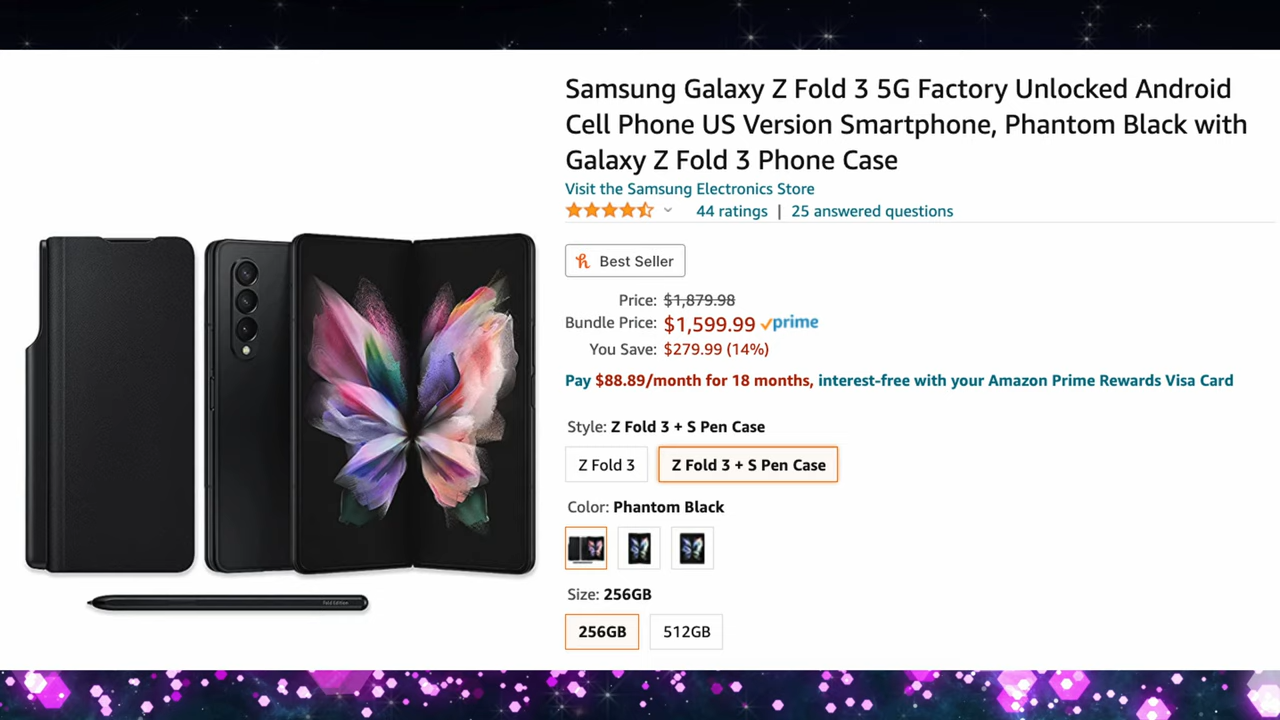 Samsung Galaxy Z Fold 3 5G Factory Unlocked Android
Cell Phone US Version Smartphone, Phantom Black with
Galaxy Z Fold 3 Phone Case
Visit the Samsung Electronics Store
44 ratings | 25 answered questions
Best Seller
Price: $1,879.98
Bundle Price: $1,599.99 prime
You Save: $279.99 (14%)
Pay $88.89/month for 18 months, interest-free with your Amazon Prime Rewards Visa Card
Style: Z Fold 3 + S Pen Case
Z Fold 3 Z Fold 3 + S Pen Case
Color: Phantom Black
Size: 256GB
256GB 512GB
Fold Edition